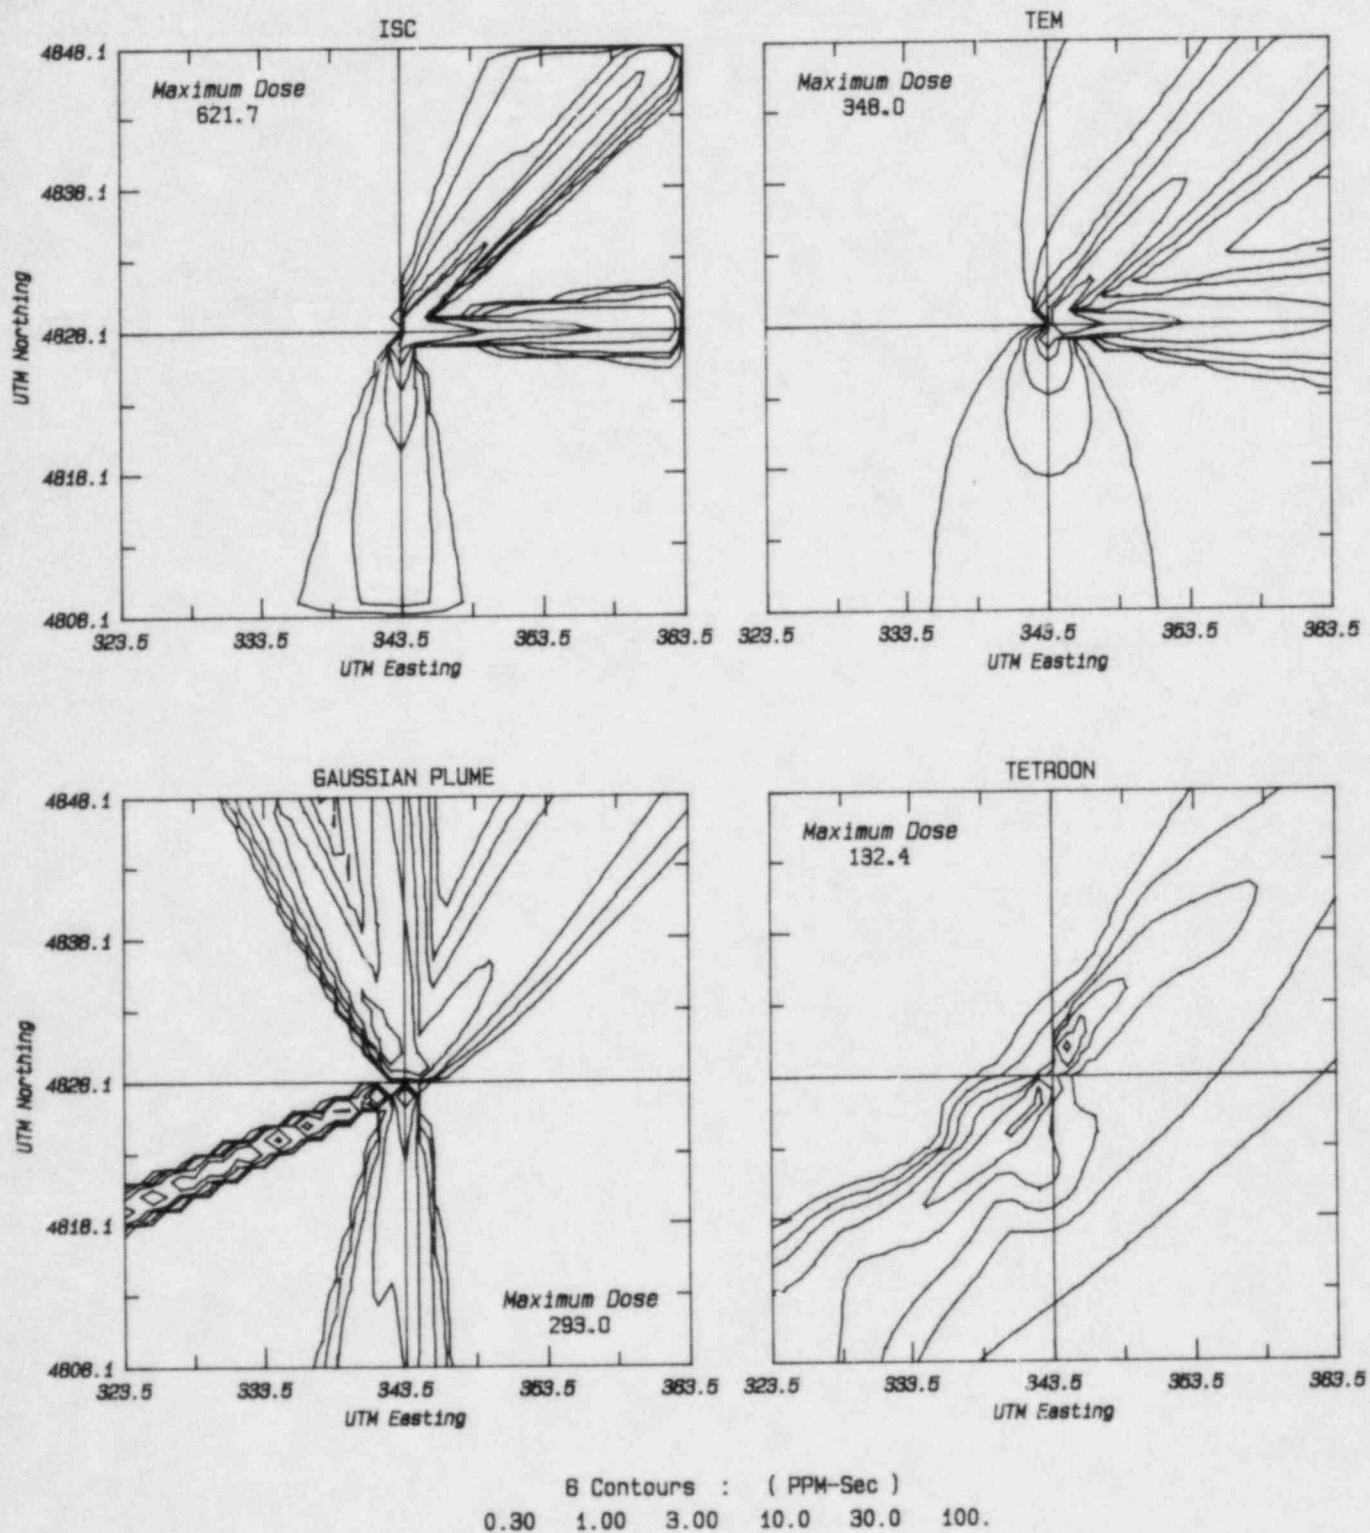 ISC
Maximum Dose
621.7
4848.1
4838.1
4828.1
4818.1
4808.1
323.5 333.5 343.5 353.5 363.5
UTM Easting
UTM Northing
TEM
Maximum Dose
348.0
323.5 333.5 343.5 353.5 363.5
UTM Easting
GAUSSIAN PLUME
4848.1
4838.1
4828.1
4818.1
4808.1
Maximum Dose
293.0
323.5 333.5 343.5 353.5 363.5
UTM Easting
UTM Northing
TETROON
Maximum Dose
132.4
323.5 333.5 343.5 353.5 363.5
UTM Easting
6 Contours : ( PPM-Sec )
0.30 1.00 3.00 10.0 30.0 100.